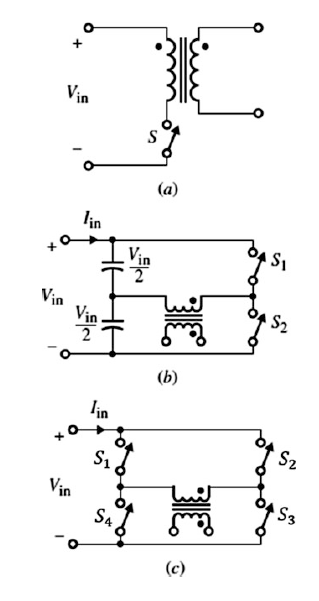 +
V_in
S
−
(a)
I_in
+
V_in/2
S_1
V_in
V_in/2
S_2
−
(b)
I_in
+
S_1
S_2
V_in
S_4
S_3
−
(c)